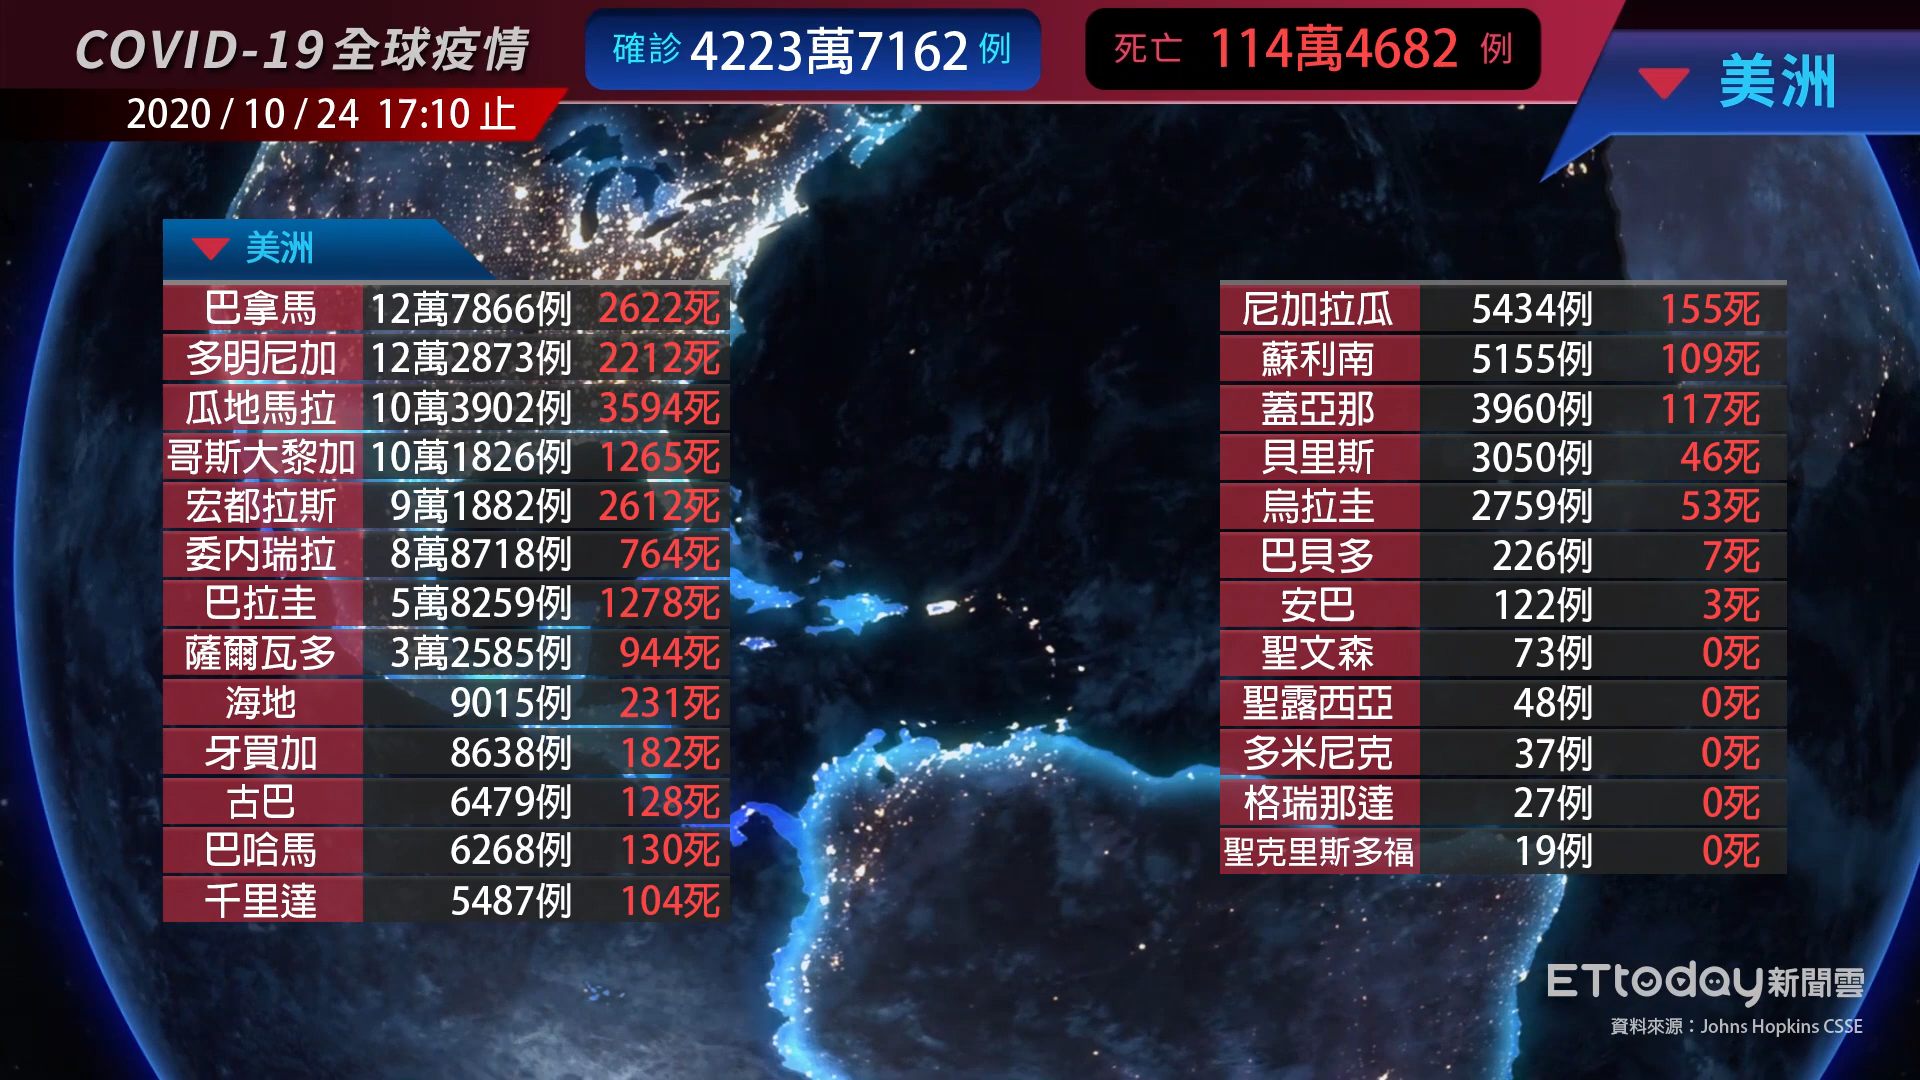 COVID-19全球疫情
確診 4223萬7162 例
死亡 114萬4682 例
美洲
2020 / 10 / 24 17:10 止
美洲
巴拿馬 12萬7866例 2622死
多明尼加 12萬2873例 2212死
瓜地馬拉 10萬3902例 3594死
哥斯大黎加 10萬1826例 1265死
宏都拉斯 9萬1882例 2612死
委內瑞拉 8萬8718例 764死
巴拉圭 5萬8259例 1278死
薩爾瓦多 3萬2585例 944死
海地 9015例 231死
牙買加 8638例 182死
古巴 6479例 128死
巴哈馬 6268例 130死
千里達 5487例 104死
尼加拉瓜 5434例 155死
蘇利南 5155例 109死
蓋亞那 3960例 117死
貝里斯 3050例 46死
烏拉圭 2759例 53死
巴貝多 226例 7死
安巴 122例 3死
聖文森 73例 0死
聖露西亞 48例 0死
多米尼克 37例 0死
格瑞那達 27例 0死
聖克里斯多福 19例 0死
ETtoday新聞雲
資料來源：Johns Hopkins CSSE